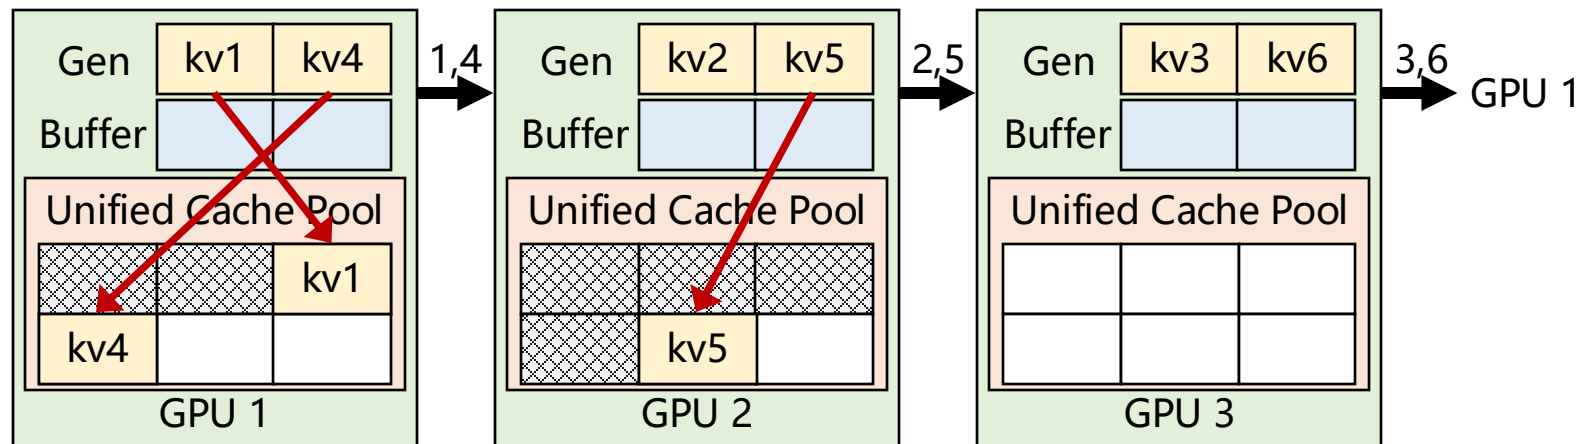 Gen kv1 kv4 1,4 Gen kv2 kv5 2,5 Gen kv3 kv6 3,6 GPU 1
Buffer Buffer Buffer
Unified Cache Pool Unified Cache Pool Unified Cache Pool
kv1
kv4 kv5
GPU 1 GPU 2 GPU 3